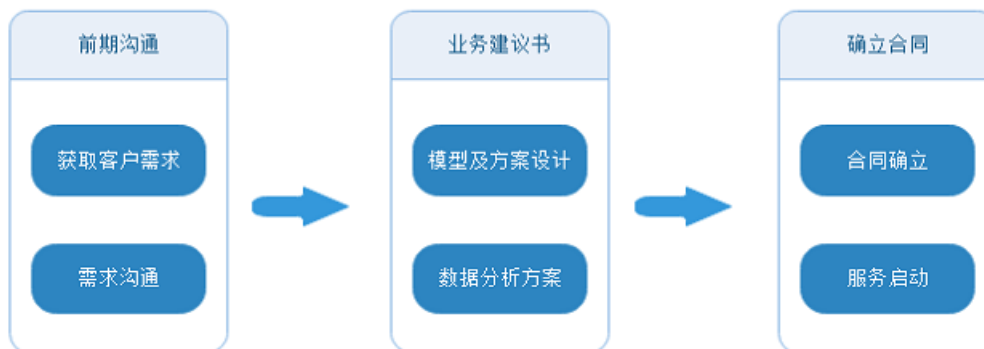 前期沟通
获取客户需求
需求沟通
业务建议书
模型及方案设计
数据分析方案
确立合同
合同确立
服务启动